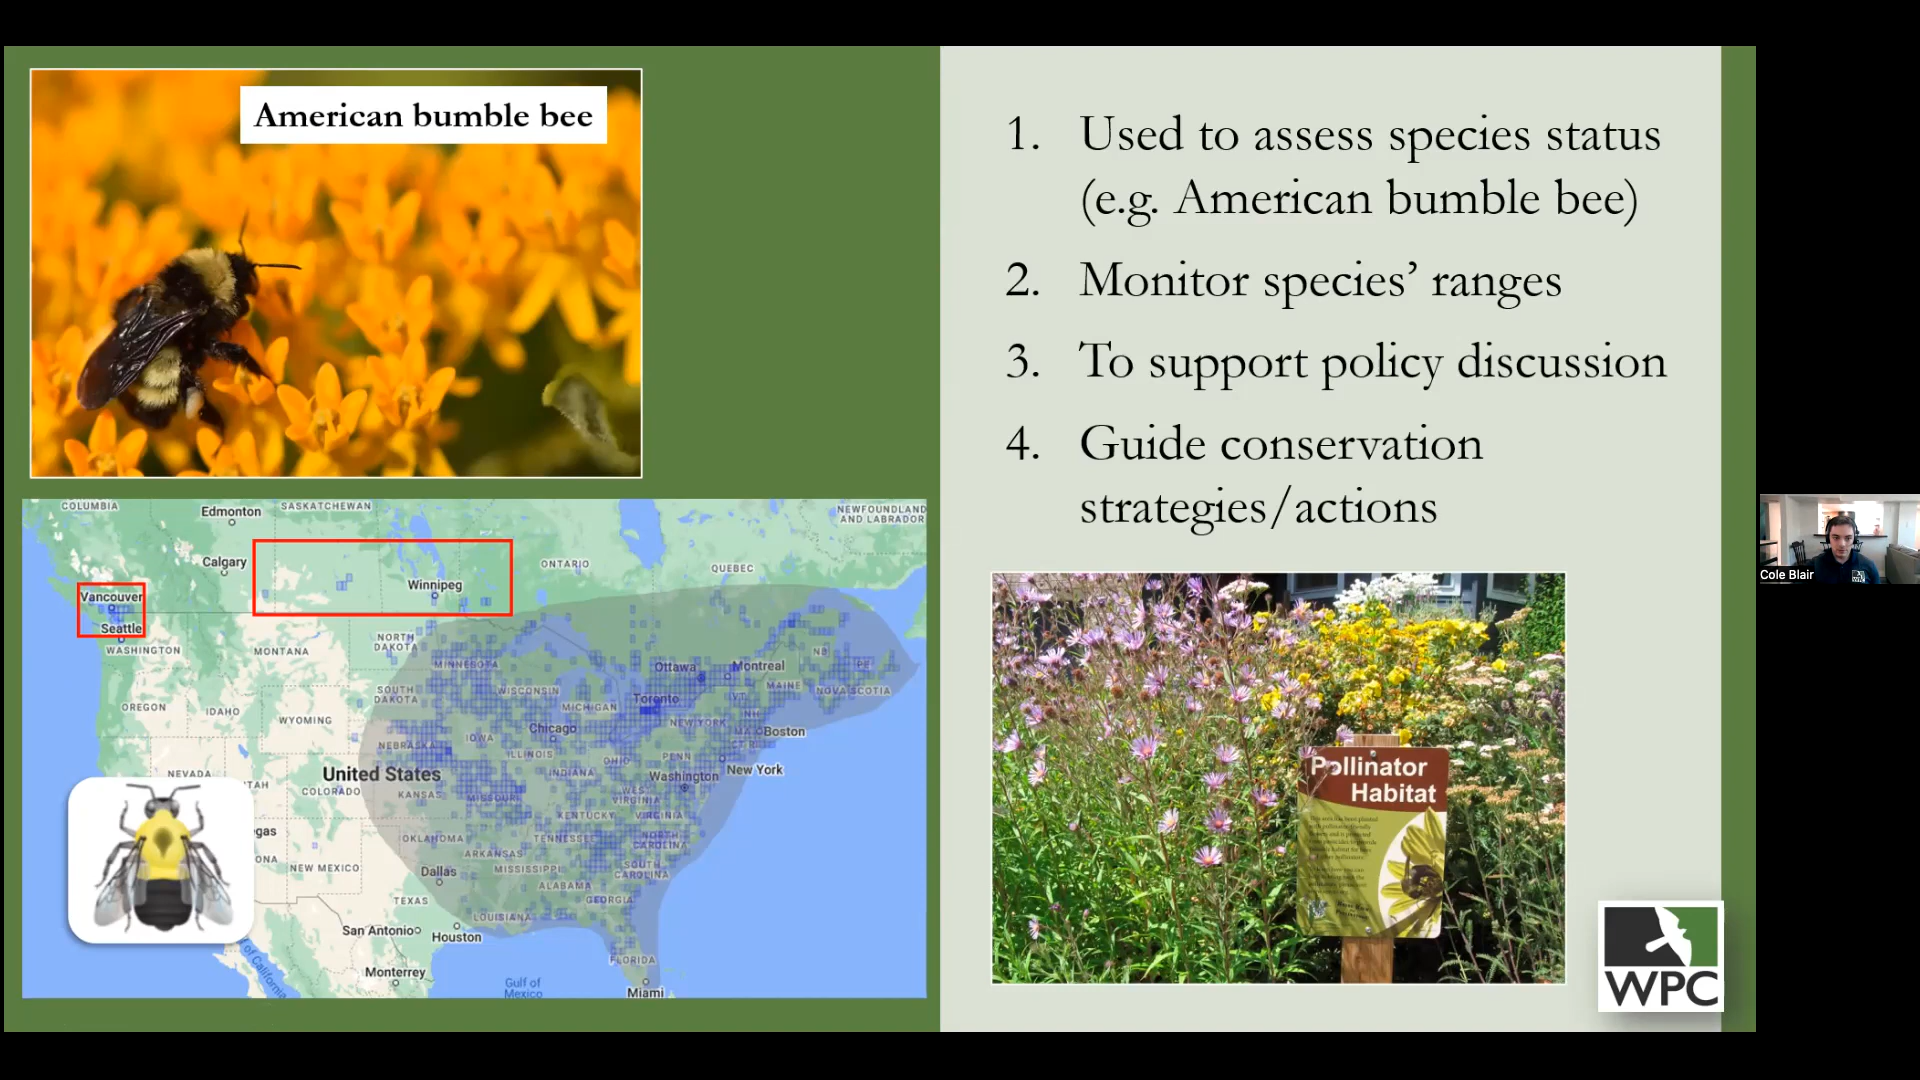 American bumble bee
1. Used to assess species status
(e.g. American bumble bee)
2. Monitor species’ ranges
3. To support policy discussion
4. Guide conservation
strategies/actions
COLUMBIA
Edmonton
SASKATCHEWAN
NEWFOUNDLAND
AND LABRADOR
Calgary
ONTARIO
QUEBEC
Winnipeg
Vancouver
Seattle
WASHINGTON
MONTANA
NORTH
DAKOTA
MINNESOTA
Ottawa
Montreal
NB
PE
MAINE
NOVA SCOTIA
SOUTH
DAKOTA
WISCONSIN
Toronto
VT
OREGON
IDAHO
WYOMING
MICHIGAN
NEW YORK
NH
MA
Boston
CT RI
Chicago
IOWA
NEBRASKA
ILLINOIS
INDIANA
OHIO
PENN
New York
NEVADA
United States
Washington
UTAH
COLORADO
KANSAS
MISSOURI
WEST
VIRGINIA
KENTUCKY
VIRGINIA
egas
ONA
NEW MEXICO
OKLAHOMA
TENNESSEE
NORTH
CAROLINA
ARKANSAS
MISSISSIPPI
SOUTH
CAROLINA
Dallas
ALABAMA
TEXAS
GEORGIA
LOUISIANA
San Antonio
Houston
FLORIDA
of California
Monterrey
Gulf of
Mexico
Miami
Pollinator
Habitat
WPC
Cole Blair